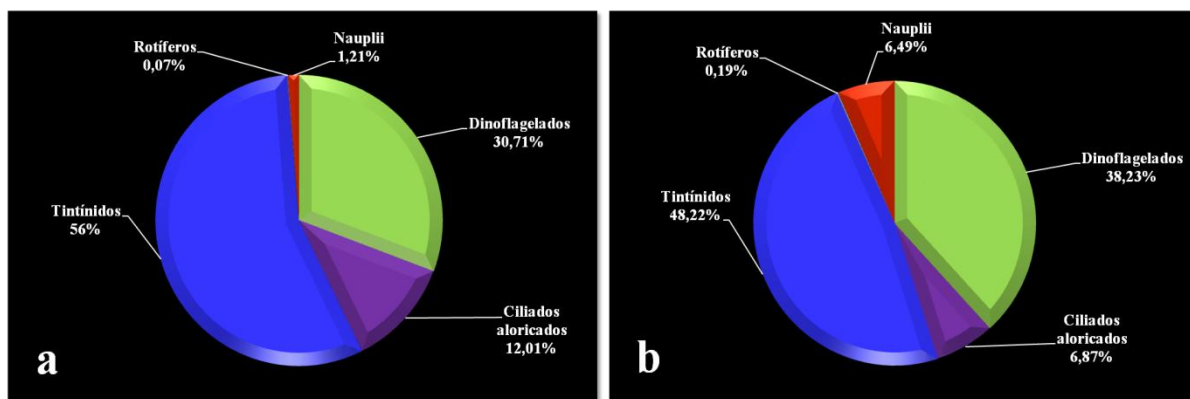 Rotíferos
0,07%
Nauplii
1,21%
Dinoflagelados
30,71%
Tintínidos
56%
Ciliados
aloricados
12,01%
a
Nauplii
6,49%
Rotíferos
0,19%
Dinoflagelados
38,23%
Tintínidos
48,22%
Ciliados
aloricados
6,87%
b